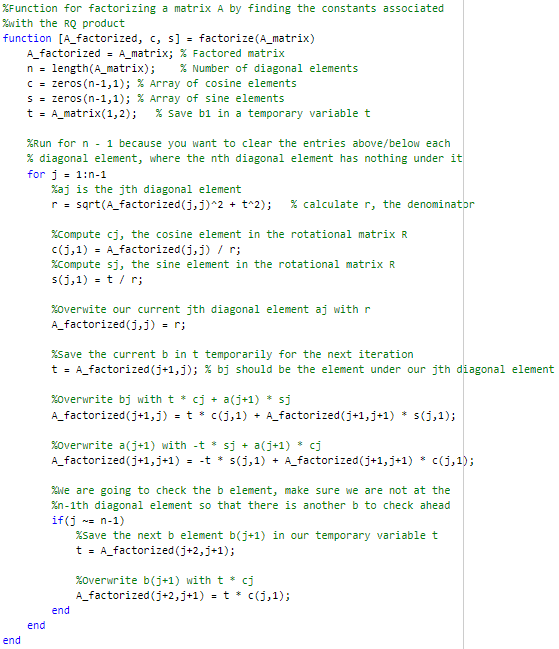 %Function for factorizing a matrix A by finding the constants associated
%with the RQ product
function [A_factorized, c, s] = factorize(A_matrix)
    A_factorized = A_matrix; % Factored matrix
    n = length(A_matrix);    % Number of diagonal elements
    c = zeros(n-1,1); % Array of cosine elements
    s = zeros(n-1,1); % Array of sine elements
    t = A_matrix(1,2);   % Save b1 in a temporary variable t

    %Run for n - 1 because you want to clear the entries above/below each
    % diagonal element, where the nth diagonal element has nothing under it
    for j = 1:n-1
        %aj is the jth diagonal element
        r = sqrt(A_factorized(j,j)^2 + t^2);   % calculate r, the denominator

        %Compute cj, the cosine element in the rotational matrix R
        c(j,1) = A_factorized(j,j) / r;
        %Compute sj, the sine element in the rotational matrix R
        s(j,1) = t / r;

        %Overwite our current jth diagonal element aj with r
        A_factorized(j,j) = r;

        %Save the current b in t temporarily for the next iteration
        t = A_factorized(j+1,j); % bj should be the element under our jth diagonal element

        %Overwrite bj with t * cj + a(j+1) * sj
        A_factorized(j+1,j) = t * c(j,1) + A_factorized(j+1,j+1) * s(j,1);

        %Overwrite a(j+1) with -t * sj + a(j+1) * cj
        A_factorized(j+1,j+1) = -t * s(j,1) + A_factorized(j+1,j+1) * c(j,1);

        %We are going to check the b element, make sure we are not at the
        %n-1th diagonal element so that there is another b to check ahead
        if(j ~= n-1)
            %Save the next b element b(j+1) in our temporary variable t
            t = A_factorized(j+2,j+1);

            %Overwrite b(j+1) with t * cj
            A_factorized(j+2,j+1) = t * c(j,1);
        end
    end
end